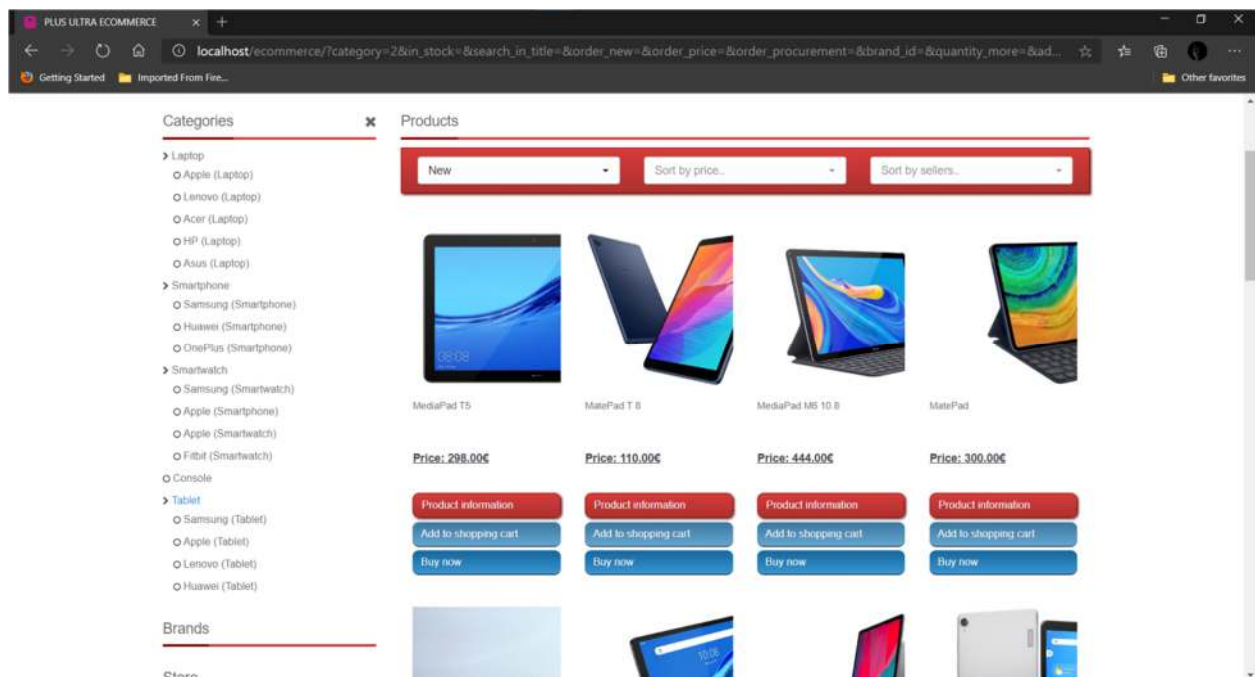 PLUS ULTRA ECOMMERCE
localhost/ecommerce/?category=2&in_stock=&search_in_title=&order_new=&order_price=&order_procurement=&brand_id=&quantity_more=&ad...
Getting Started
Imported From Fire...
Other favorites
Categories
Laptop
Apple (Laptop)
Lenovo (Laptop)
Acer (Laptop)
HP (Laptop)
Asus (Laptop)
Smartphone
Samsung (Smartphone)
Huawei (Smartphone)
OnePlus (Smartphone)
Smartwatch
Samsung (Smartwatch)
Apple (Smartphone)
Apple (Smartwatch)
Fitbit (Smartwatch)
Console
Tablet
Samsung (Tablet)
Apple (Tablet)
Lenovo (Tablet)
Huawei (Tablet)
Brands
Store
Products
New
Sort by price..
Sort by sellers..
08:08
MediaPad T5
MatePad T 8
MediaPad M6 10.8
MatePad
Price: 298.00€
Price: 110.00€
Price: 444.00€
Price: 300.00€
Product information
Product information
Product information
Product information
Add to shopping cart
Add to shopping cart
Add to shopping cart
Add to shopping cart
Buy now
Buy now
Buy now
Buy now
10:08